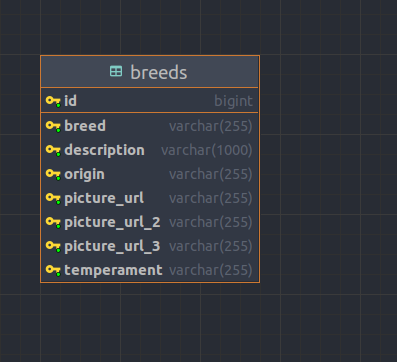 breeds
id bigint
breed varchar(255)
description varchar(1000)
origin varchar(255)
picture_url varchar(255)
picture_url_2 varchar(255)
picture_url_3 varchar(255)
temperament varchar(255)